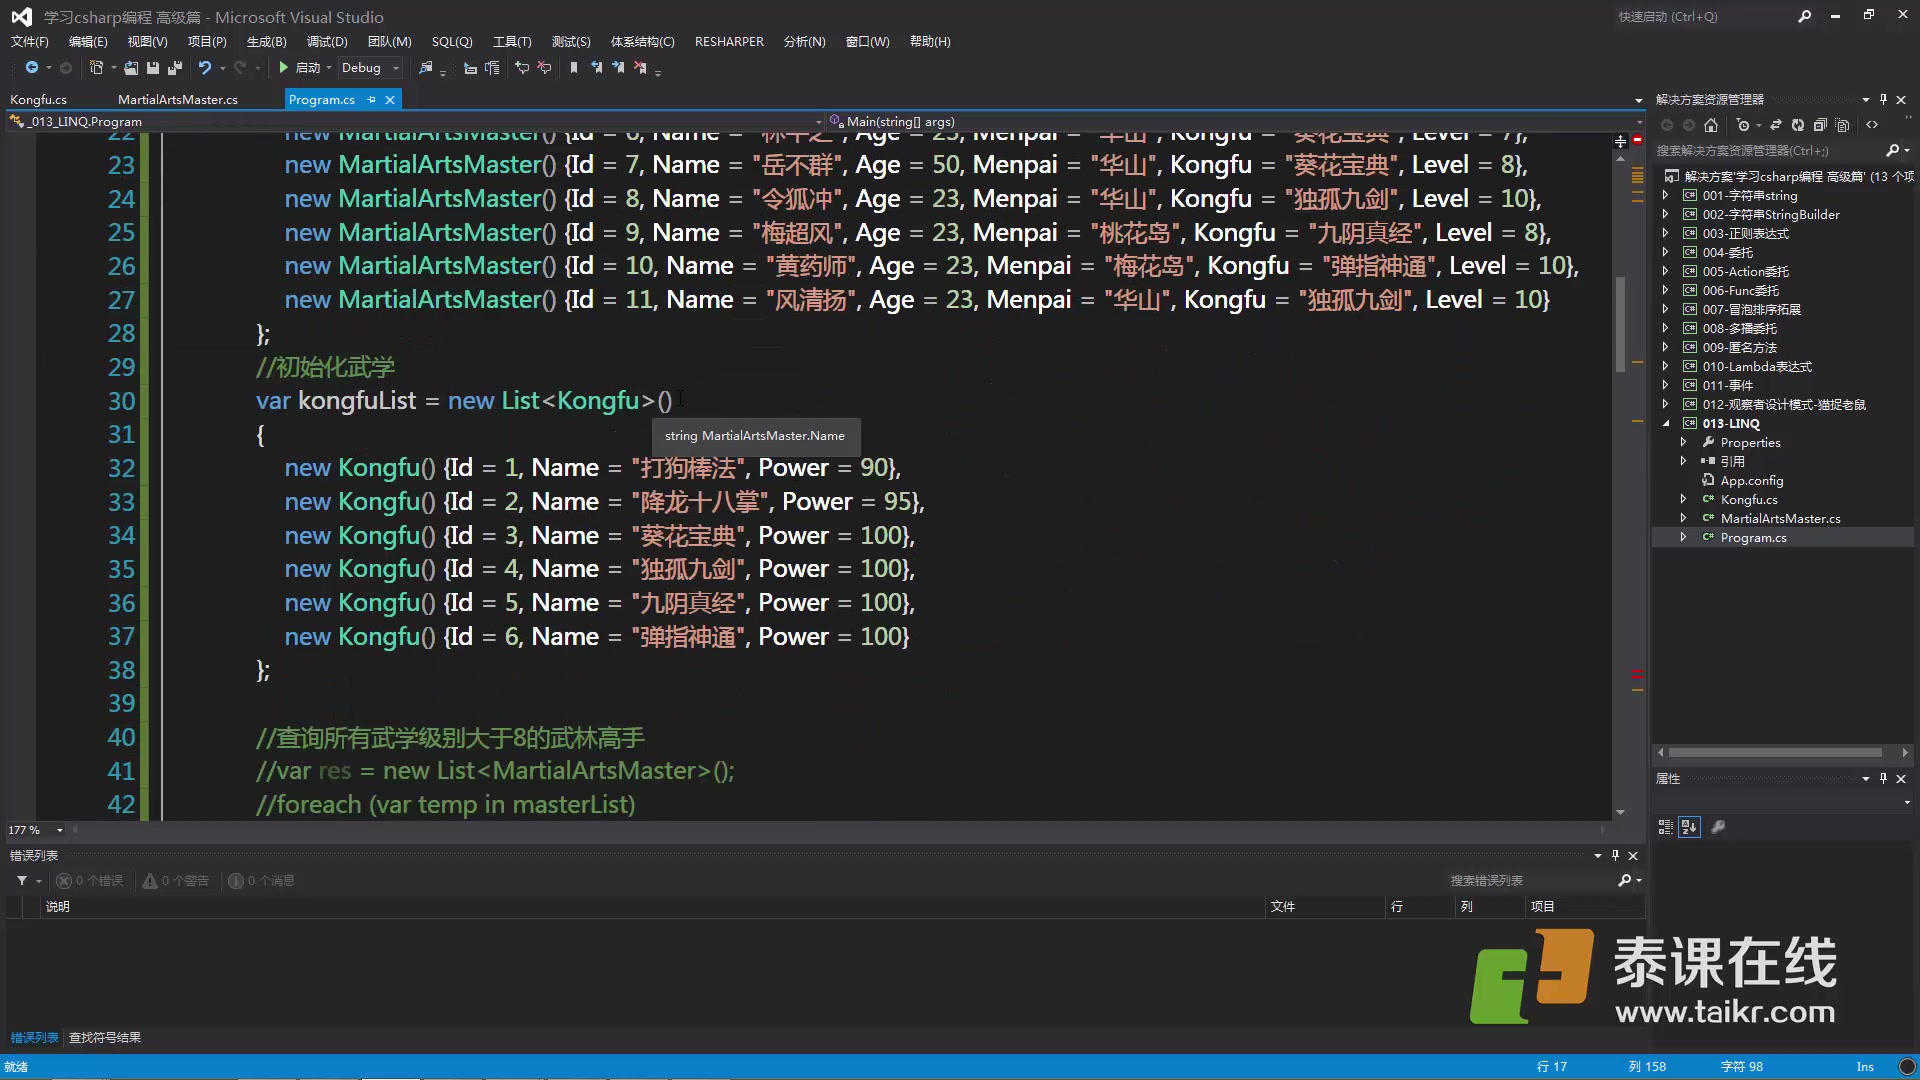 学习csharp编程 高级篇 - Microsoft Visual Studio
快速启动 (Ctrl+Q)
文件(F) 编辑(E) 视图(V) 项目(P) 生成(B) 调试(D) 团队(M) SQL(Q) 工具(T) 测试(S) 体系结构(C) RESHARPER 分析(N) 窗口(W) 帮助(H)
启动 Debug
Kongfu.cs MartialArtsMaster.cs Program.cs
_013_LINQ.Program
Main(string[] args)
22 new MartialArtsMaster() {Id = 6, Name = "林平之", Age = 23, Menpai = "华山", Kongfu = "葵花宝典", Level = 7},
23 new MartialArtsMaster() {Id = 7, Name = "岳不群", Age = 50, Menpai = "华山", Kongfu = "葵花宝典", Level = 8},
24 new MartialArtsMaster() {Id = 8, Name = "令狐冲", Age = 23, Menpai = "华山", Kongfu = "独孤九剑", Level = 10},
25 new MartialArtsMaster() {Id = 9, Name = "梅超风", Age = 23, Menpai = "桃花岛", Kongfu = "九阴真经", Level = 8},
26 new MartialArtsMaster() {Id = 10, Name = "黄药师", Age = 23, Menpai = "梅花岛", Kongfu = "弹指神通", Level = 10},
27 new MartialArtsMaster() {Id = 11, Name = "风清扬", Age = 23, Menpai = "华山", Kongfu = "独孤九剑", Level = 10}
28 };
29 //初始化武学
30 var kongfuList = new List<Kongfu>()
31 {
string MartialArtsMaster.Name
32 new Kongfu() {Id = 1, Name = "打狗棒法", Power = 90},
33 new Kongfu() {Id = 2, Name = "降龙十八掌", Power = 95},
34 new Kongfu() {Id = 3, Name = "葵花宝典", Power = 100},
35 new Kongfu() {Id = 4, Name = "独孤九剑", Power = 100},
36 new Kongfu() {Id = 5, Name = "九阴真经", Power = 100},
37 new Kongfu() {Id = 6, Name = "弹指神通", Power = 100}
38 };
39
40 //查询所有武学级别大于8的武林高手
41 //var res = new List<MartialArtsMaster>();
42 //foreach (var temp in masterList)
177 %
错误列表
0 个错误 0 个警告 0 个消息
搜索错误列表
说明 文件 行 列 项目
错误列表 查找符号结果
解决方案资源管理器
搜索解决方案资源管理器(Ctrl+;)
解决方案'学习csharp编程 高级篇' (13 个项
001-字符串string
002-字符串StringBuilder
003-正则表达式
004-委托
005-Action委托
006-Func委托
007-冒泡排序拓展
008-多播委托
009-匿名方法
010-Lambda表达式
011-事件
012-观察者设计模式-猫捉老鼠
013-LINQ
Properties
引用
App.config
Kongfu.cs
MartialArtsMaster.cs
Program.cs
属性
泰课在线
www.taikr.com
就绪 行 17 列 158 字符 98 Ins